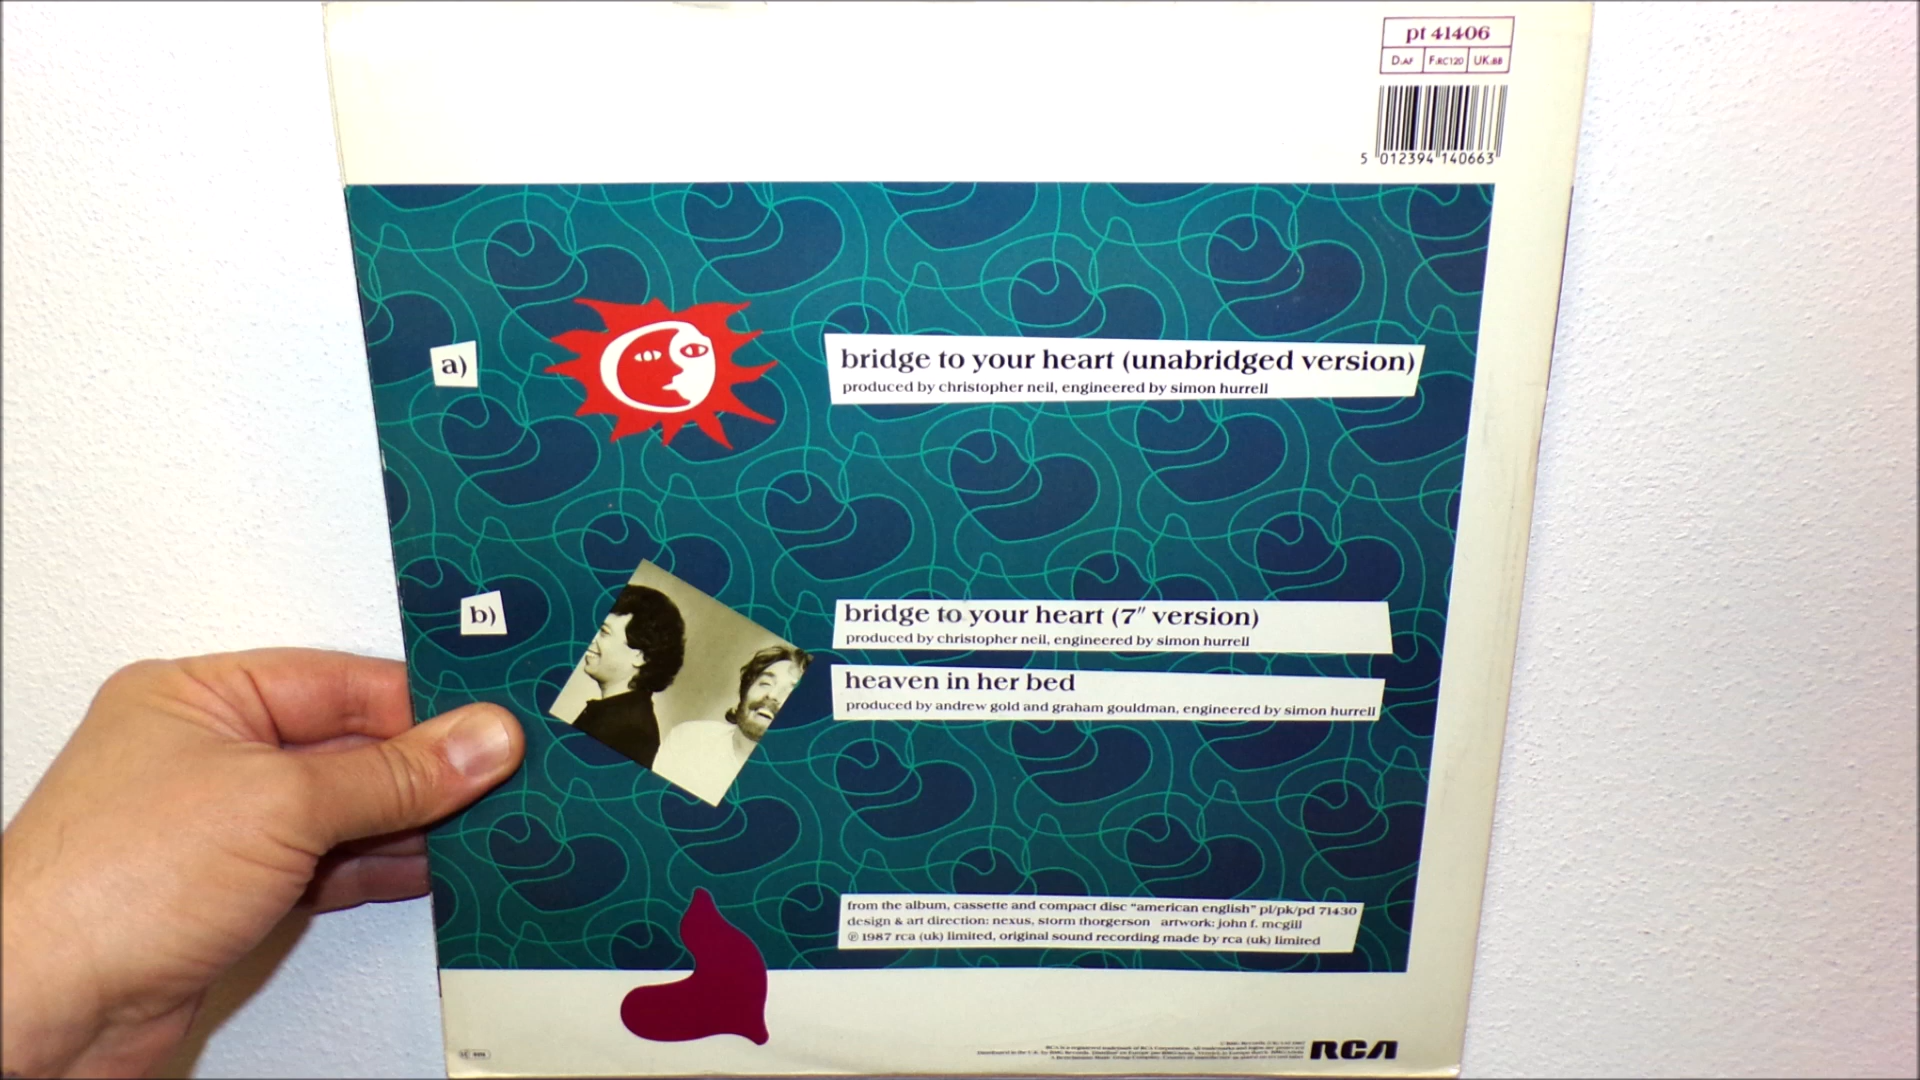 pt 41406
D:AF F:RC120 UK:BB
5 012394 140663
a)
bridge to your heart (unabridged version)
produced by christopher neil, engineered by simon hurrell
b)
bridge to your heart (7" version)
produced by christopher neil, engineered by simon hurrell
heaven in her bed
produced by andrew gold and graham gouldman, engineered by simon hurrell
from the album, cassette and compact disc "american english" pl/pk/pd 71430
design & art direction: nexus, storm thorgerson artwork: john f. mcgill
℗ 1987 rca (uk) limited, original sound recording made by rca (uk) limited
RCA